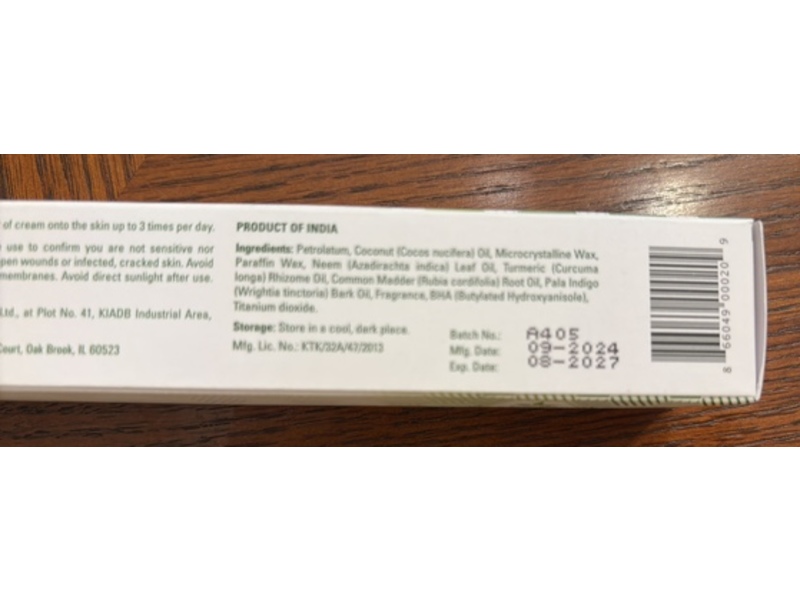 of cream onto the skin up to 3 times per day.
use to confirm you are not sensitive nor
pen wounds or infected, cracked skin. Avoid
membranes. Avoid direct sunlight after use.
Ltd., at Plot No. 41, KIADB Industrial Area,
Court, Oak Brook, IL 60523
PRODUCT OF INDIA
Ingredients: Petrolatum, Coconut (Cocos nucifera) Oil, Microcrystalline Wax,
Paraffin Wax, Neem (Azadirachta indica) Leaf Oil, Turmeric (Curcuma
longa) Rhizome Oil, Common Madder (Rubia cordifolia) Root Oil, Pala Indigo
(Wrightia tinctoria) Bark Oil, Fragrance, BHA (Butylated Hydroxyanisole),
Titanium dioxide.
Storage: Store in a cool, dark place.
Mfg. Lic. No.: KTK/32A/42/2013
Batch No.: A405
Mfg. Date: 09-2024
Exp. Date: 08-2027
8 66049 00020 9